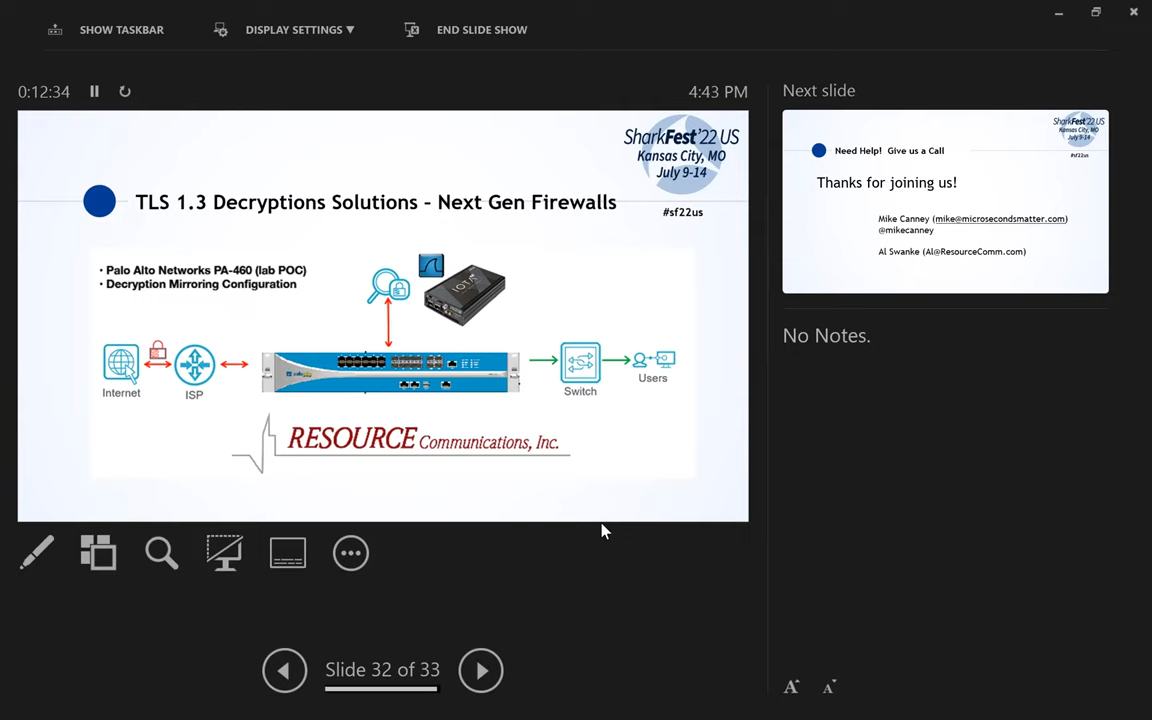 SHOW TASKBAR
DISPLAY SETTINGS ▼
END SLIDE SHOW
0:12:34
4:43 PM
SharkFest'22 US
Kansas City, MO
July 9-14
#sf22us
TLS 1.3 Decryptions Solutions - Next Gen Firewalls
• Palo Alto Networks PA-460 (lab POC)
• Decryption Mirroring Configuration
IOTA
Internet
ISP
Switch
Users
RESOURCE Communications, Inc.
Slide 32 of 33
Next slide
SharkFest'22 US
Kansas City, MO
July 9-14
#sf22us
Need Help! Give us a Call
Thanks for joining us!
Mike Canney (mike@microsecondsmatter.com)
@mikecanney
Al Swanke (Al@ResourceComm.com)
No Notes.
A
A